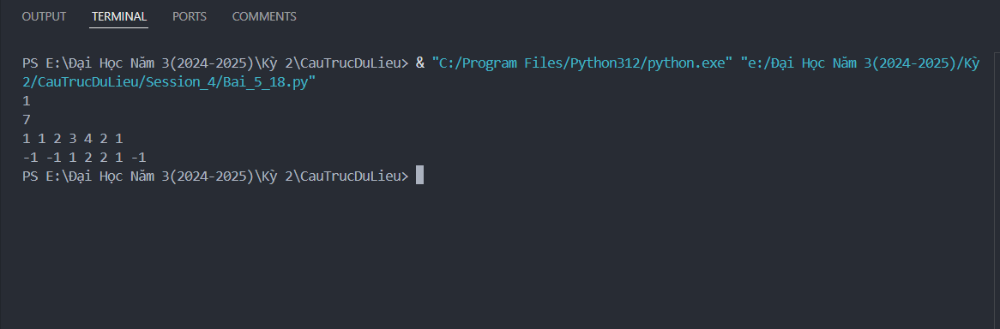 OUTPUT TERMINAL PORTS COMMENTS
PS E:\Đại Học Năm 3(2024-2025)\Kỳ 2\CauTrucDuLieu> & "C:/Program Files/Python312/python.exe" "e:/Đại Học Năm 3(2024-2025)/Kỳ
2/CauTrucDuLieu/Session_4/Bai_5_18.py"
1
7
1 1 2 3 4 2 1
-1 -1 1 2 2 1 -1
PS E:\Đại Học Năm 3(2024-2025)\Kỳ 2\CauTrucDuLieu>